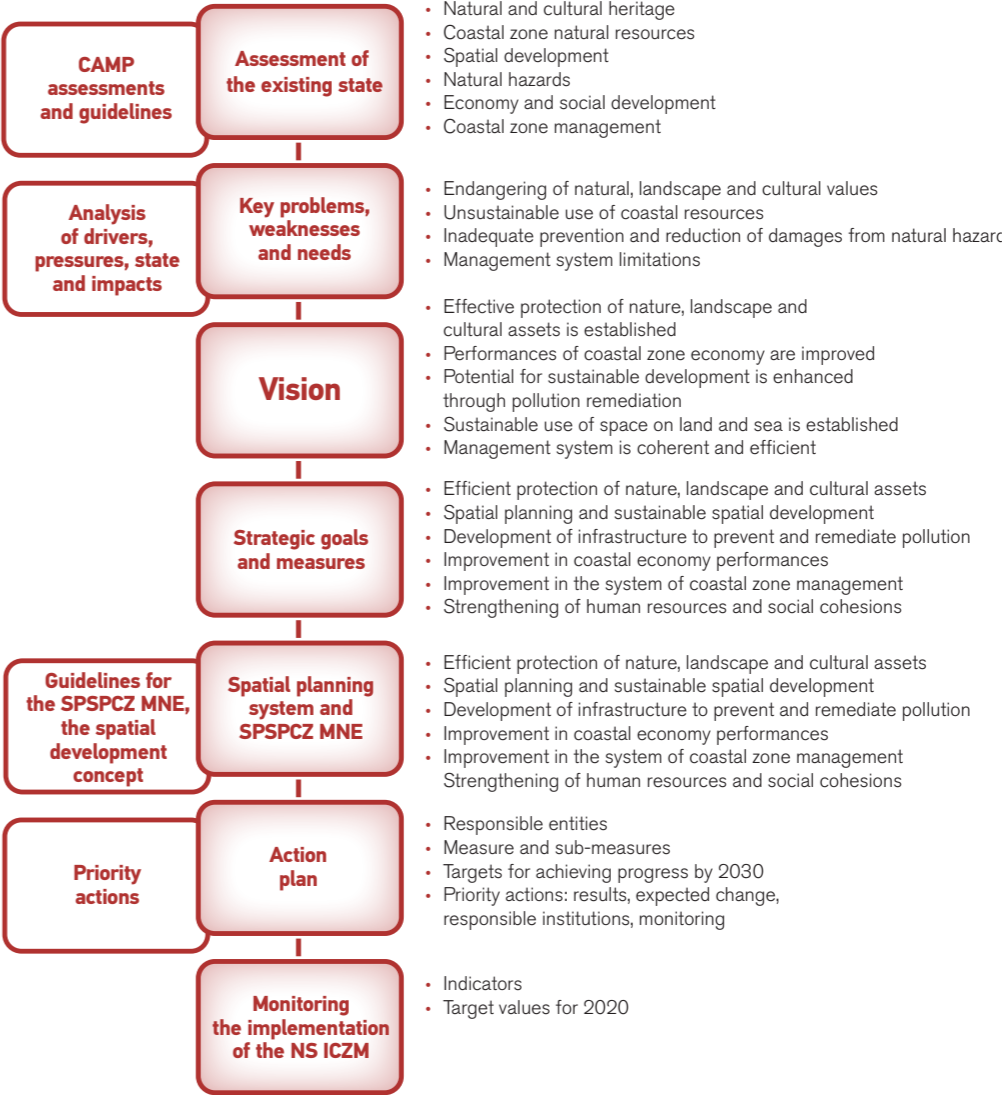 CAMP
assessments
and guidelines
Assessment of
the existing state
• Natural and cultural heritage
• Coastal zone natural resources
• Spatial development
• Natural hazards
• Economy and social development
• Coastal zone management
Analysis
of drivers,
pressures, state
and impacts
Key problems,
weaknesses
and needs
• Endangering of natural, landscape and cultural values
• Unsustainable use of coastal resources
• Inadequate prevention and reduction of damages from natural hazard
• Management system limitations
Vision
• Effective protection of nature, landscape and
cultural assets is established
• Performances of coastal zone economy are improved
• Potential for sustainable development is enhanced
through pollution remediation
• Sustainable use of space on land and sea is established
• Management system is coherent and efficient
Strategic goals
and measures
• Efficient protection of nature, landscape and cultural assets
• Spatial planning and sustainable spatial development
• Development of infrastructure to prevent and remediate pollution
• Improvement in coastal economy performances
• Improvement in the system of coastal zone management
• Strengthening of human resources and social cohesions
Guidelines for
the SPSPCZ MNE,
the spatial
development
concept
Spatial planning
system and
SPSPCZ MNE
• Efficient protection of nature, landscape and cultural assets
• Spatial planning and sustainable spatial development
• Development of infrastructure to prevent and remediate pollution
• Improvement in coastal economy performances
• Improvement in the system of coastal zone management
Strengthening of human resources and social cohesions
Priority
actions
Action
plan
• Responsible entities
• Measure and sub-measures
• Targets for achieving progress by 2030
• Priority actions: results, expected change,
responsible institutions, monitoring
Monitoring
the implementation
of the NS ICZM
• Indicators
• Target values for 2020